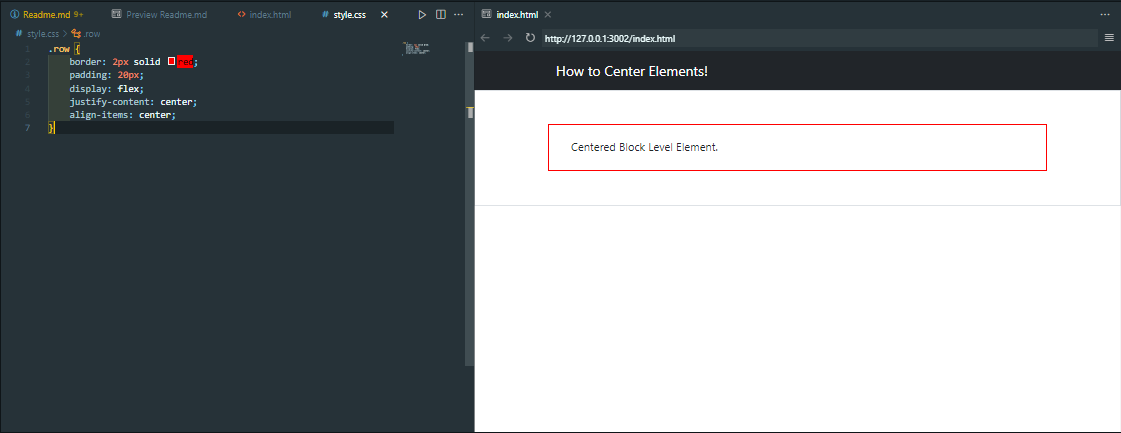 Readme.md 9+ Preview Readme.md index.html style.css
style.css > .row
1 .row {
2 border: 2px solid red;
3 padding: 20px;
4 display: flex;
5 justify-content: center;
6 align-items: center;
7 }
index.html
http://127.0.0.1:3002/index.html
How to Center Elements!
Centered Block Level Element.